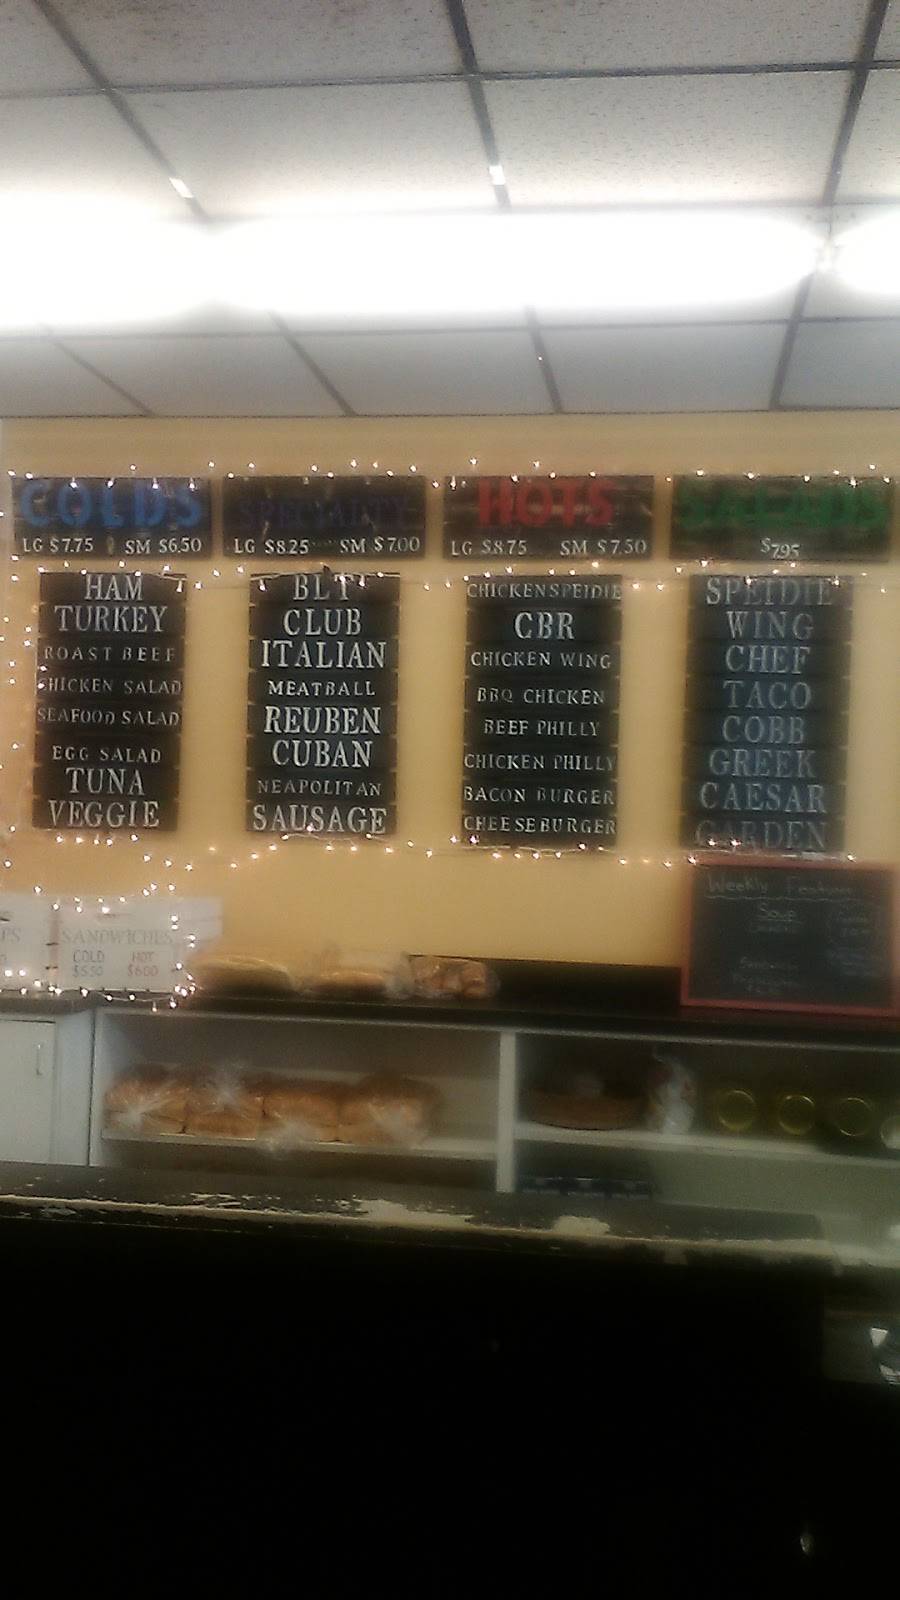 COLDS
LG $7.75 SM $6.50
HAM
TURKEY
ROAST BEEF
CHICKEN SALAD
SEAFOOD SALAD
EGG SALAD
TUNA
VEGGIE
SPECIALTY
LG $8.25 SM $7.00
BLT
CLUB
ITALIAN
MEATBALL
REUBEN
CUBAN
NEAPOLITAN
SAUSAGE
HOTS
LG $8.75 SM $7.50
CHICKEN SPEIDIE
CBR
CHICKEN WING
BBQ CHICKEN
BEEF PHILLY
CHICKEN PHILLY
BACON BURGER
CHEESEBURGER
SALADS
$7.95
SPEIDIE
WING
CHEF
TACO
COBB
GREEK
CAESAR
GARDEN
Weekly Features
Soup
PS
SANDWICHES
COLD HOT
$5.50 $6.00